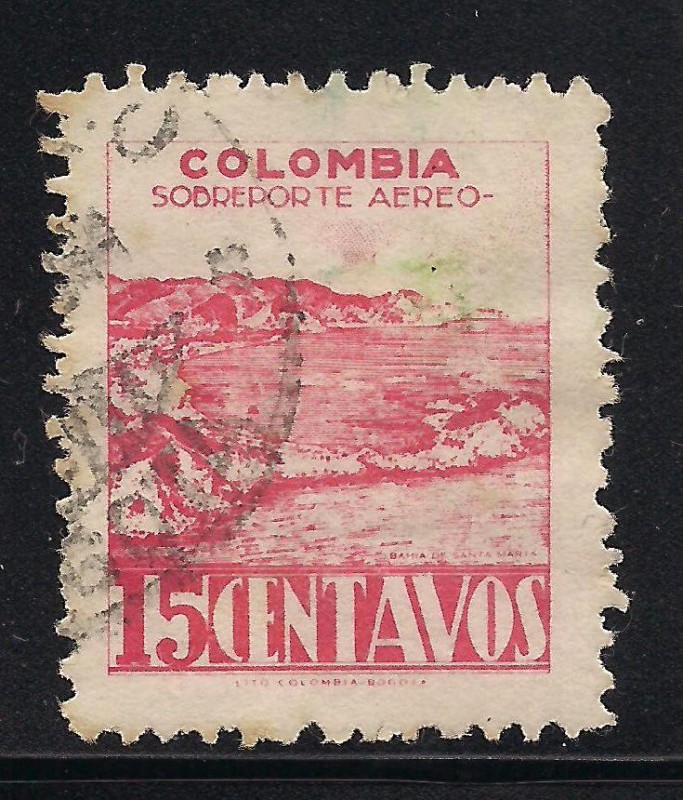 COLOMBIA
SOBREPORTE AEREO-
BAHIA DE SANTA MARTA
15 CENTAVOS
LITO COLOMBIA-BOGOTA